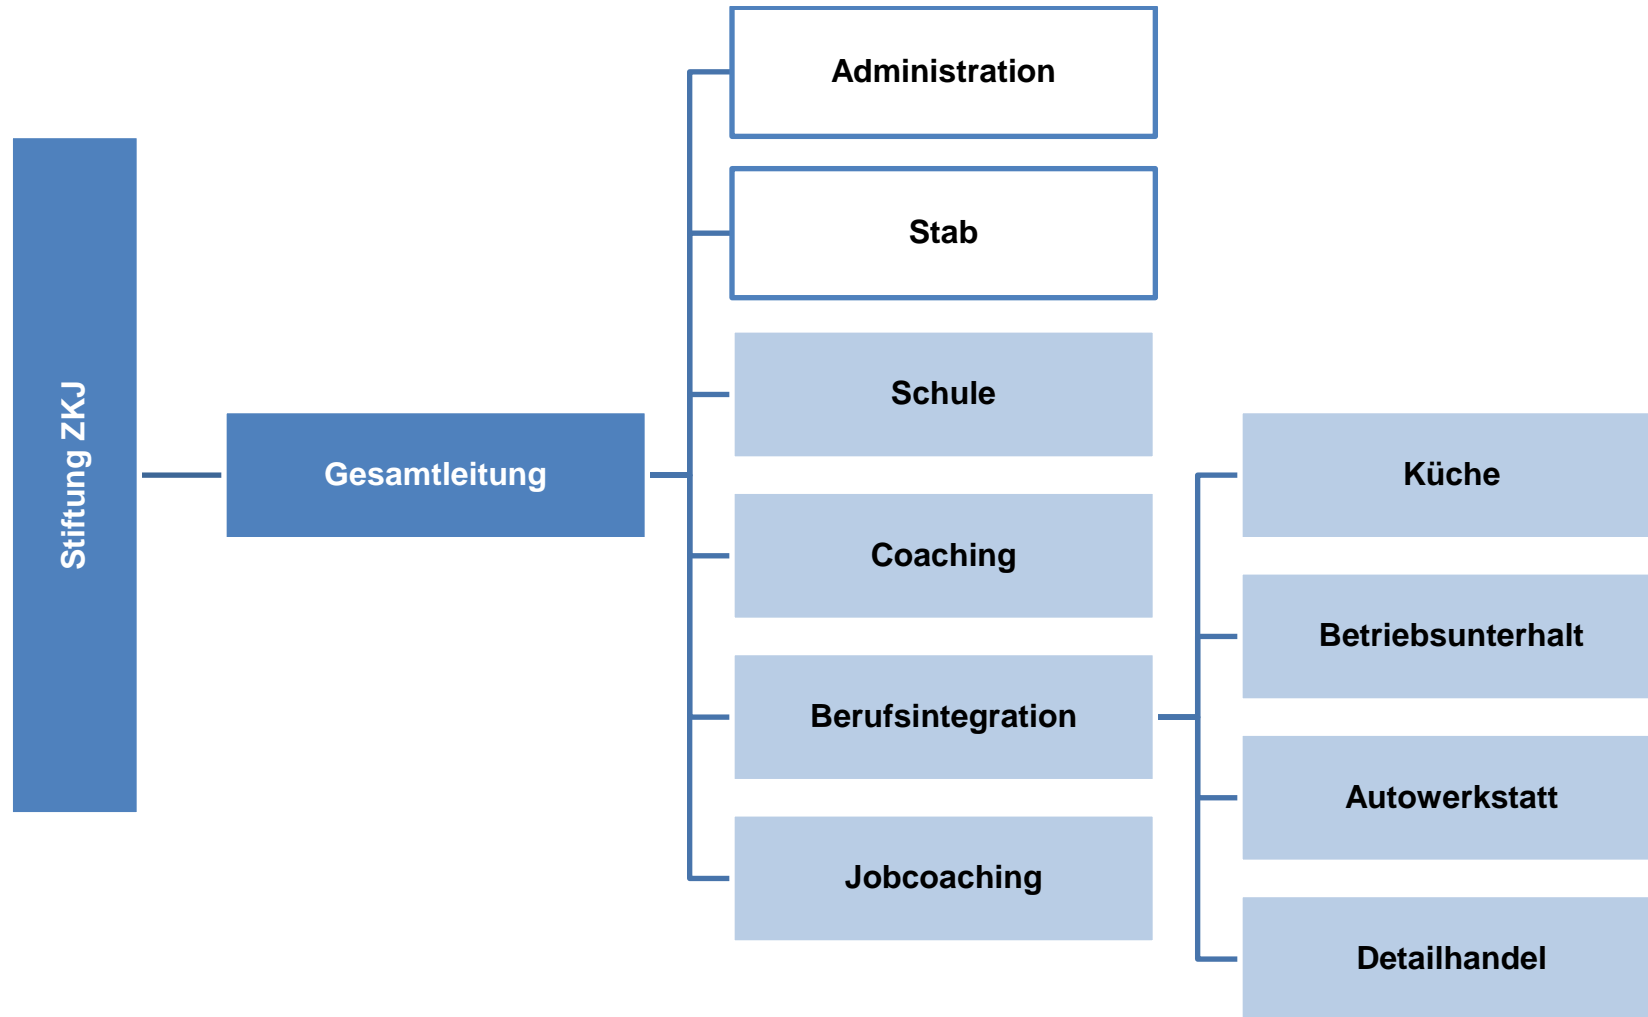 Stiftung ZKJ
Gesamtleitung
Administration
Stab
Schule
Coaching
Berufsintegration
Jobcoaching
Küche
Betriebsunterhalt
Autowerkstatt
Detailhandel